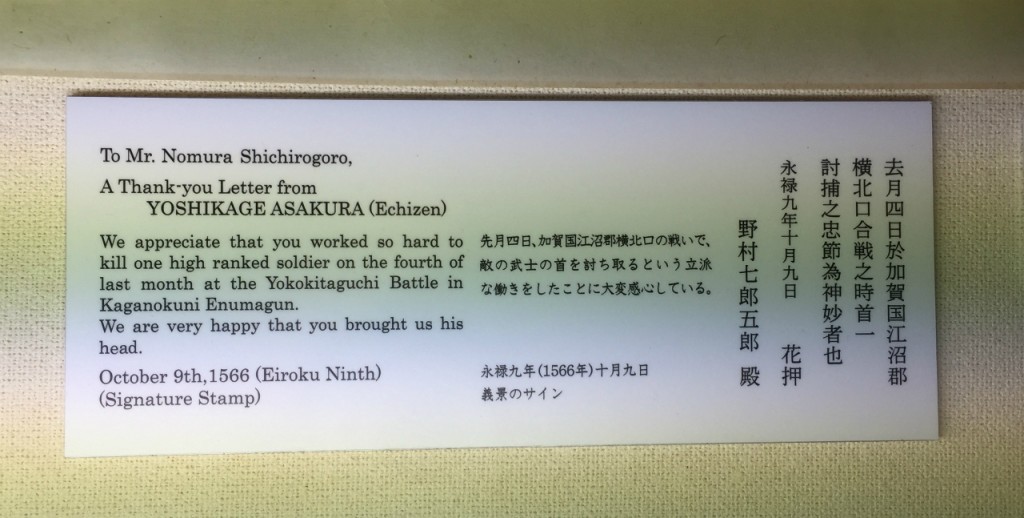 To Mr. Nomura Shichirogoro,
A Thank-you Letter from
YOSHIKAGE ASAKURA (Echizen)
We appreciate that you worked so hard to
kill one high ranked soldier on the fourth of
last month at the Yokokitaguchi Battle in
Kaganokuni Enumagun.
We are very happy that you brought us his
head.
October 9th,1566 (Eiroku Ninth)
(Signature Stamp)
先月四日、加賀国江沼郡横北口の戦いで、
敵の武士の首を討ち取るという立派
な働きをしたことに大変感心している。
永禄九年(1566年)十月九日
義景のサイン
去月四日於加賀国江沼郡
横北口合戦之時首一
討捕之忠節為神妙者也
永禄九年十月九日 花押
野村七郎五郎 殿